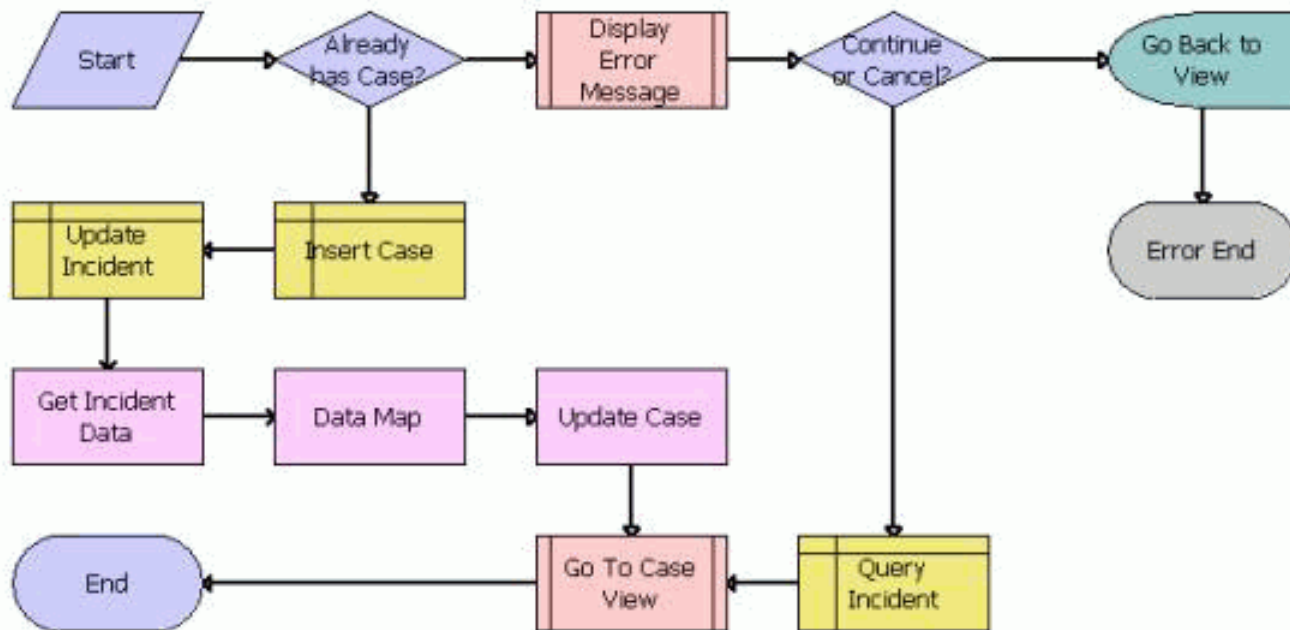 Start
Already
has Case?
Display
Error
Message
Continue
or Cancel?
Go Back to
View
Update
Incident
Insert Case
Error End
Get Incident
Data
Data Map
Update Case
End
Go To Case
View
Query
Incident